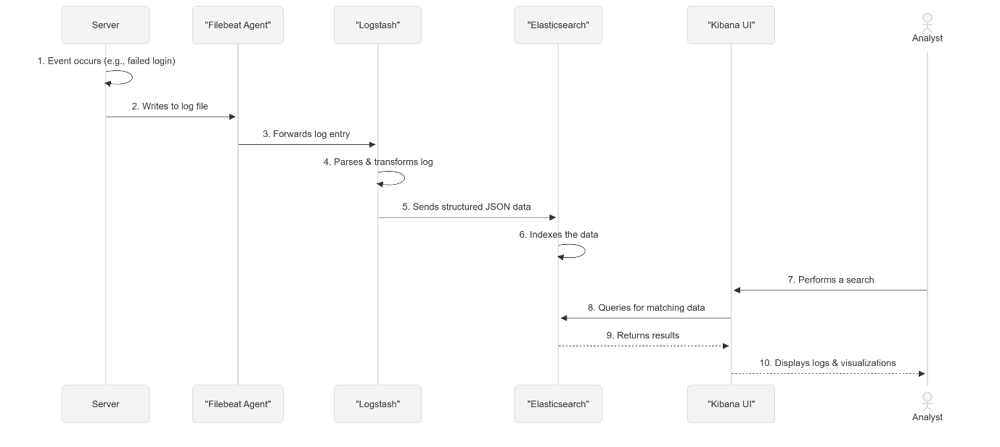 Server
"Filebeat Agent"
"Logstash"
"Elasticsearch"
"Kibana UI"
Analyst
1. Event occurs (e.g., failed login)
2. Writes to log file
3. Forwards log entry
4. Parses & transforms log
5. Sends structured JSON data
6. Indexes the data
7. Performs a search
8. Queries for matching data
9. Returns results
10. Displays logs & visualizations
Server
"Filebeat Agent"
"Logstash"
"Elasticsearch"
"Kibana UI"
Analyst